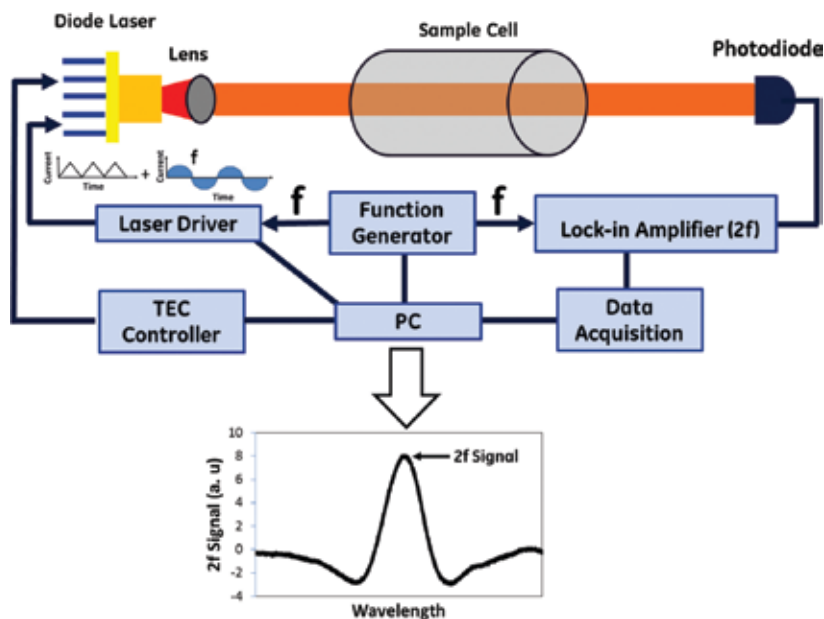 Diode Laser
Lens
Sample Cell
Photodiode
Current
Time
+
Current
f
Time
f
f
Laser Driver
Function
Generator
Lock-in Amplifier (2f)
TEC
Controller
PC
Data
Acquisition
10
8
6
4
2
0
-2
-4
2f Signal (a. u)
2f Signal
Wavelength